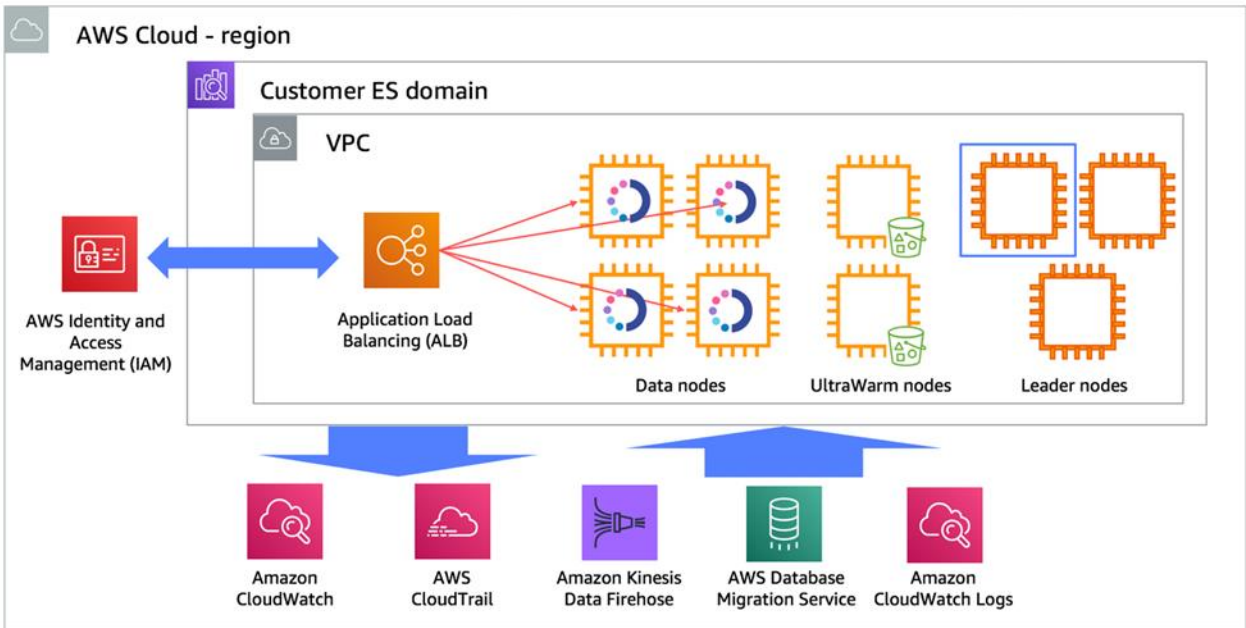 AWS Cloud - region
Customer ES domain
VPC
AWS Identity and
Access
Management (IAM)
Application Load
Balancing (ALB)
Data nodes
UltraWarm nodes
Leader nodes
Amazon
CloudWatch
AWS
CloudTrail
Amazon Kinesis
Data Firehose
AWS Database
Migration Service
Amazon
CloudWatch Logs